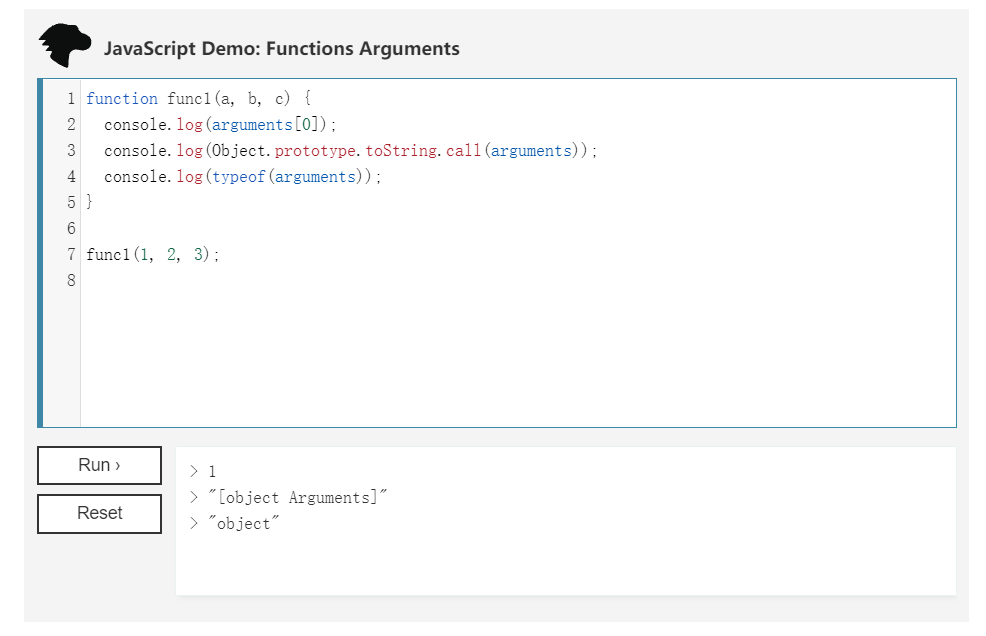 JavaScript Demo: Functions Arguments
1 function func1(a, b, c) {
2   console.log(arguments[0]);
3   console.log(Object.prototype.toString.call(arguments));
4   console.log(typeof(arguments));
5 }
6
7 func1(1, 2, 3);
8
Run ›
> 1
> "[object Arguments]"
> "object"
Reset